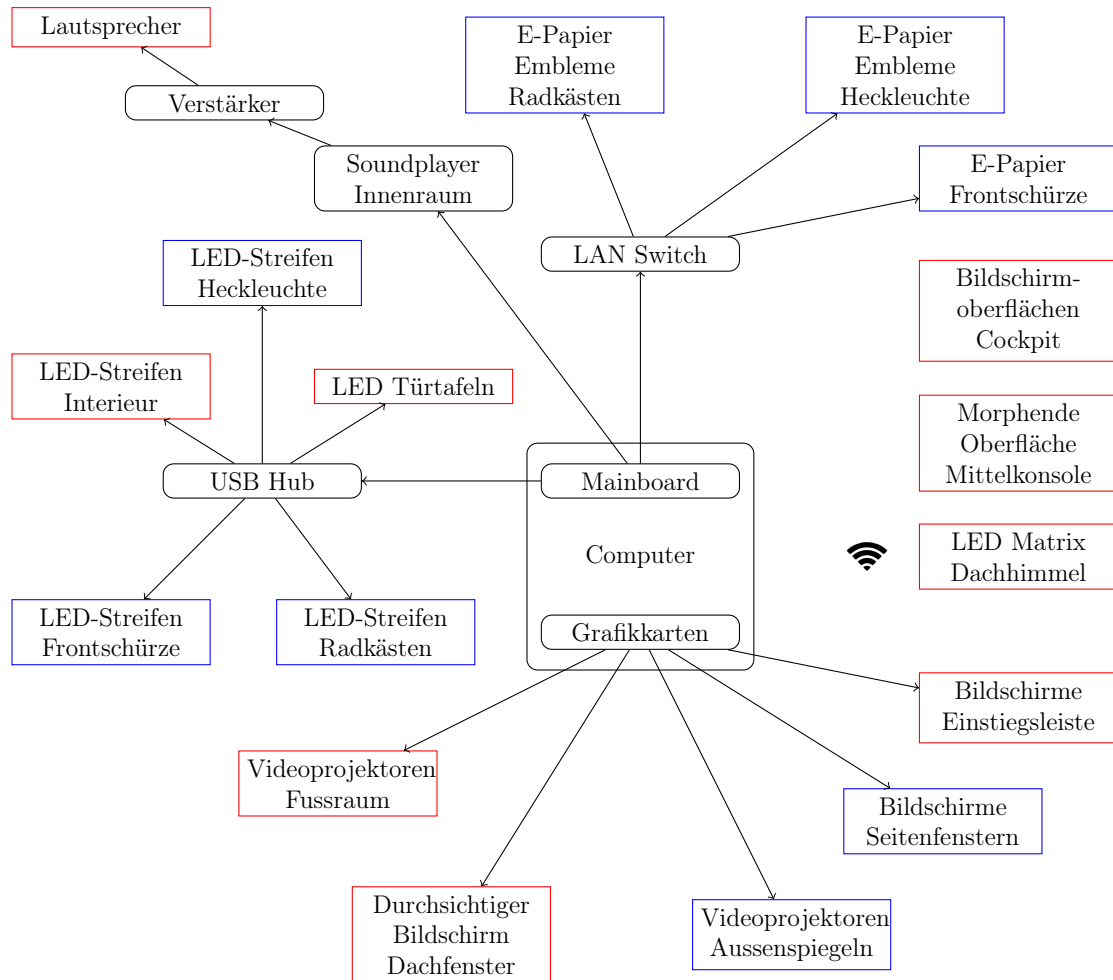 Lautsprecher
E-Papier
Embleme
Radkästen
E-Papier
Embleme
Heckleuchte
Verstärker
Soundplayer
Innenraum
E-Papier
Frontschürze
LAN Switch
LED-Streifen
Heckleuchte
Bildschirm-
oberflächen
Cockpit
LED-Streifen
Interieur
LED Türtafeln
Morphende
Oberfläche
Mittelkonsole
USB Hub
Mainboard
Computer
LED Matrix
Dachhimmel
LED-Streifen
Frontschürze
LED-Streifen
Radkästen
Grafikkarten
Bildschirme
Einstiegsleiste
Videoprojektoren
Fussraum
Bildschirme
Seitenfenstern
Durchsichtiger
Bildschirm
Dachfenster
Videoprojektoren
Aussenspiegeln